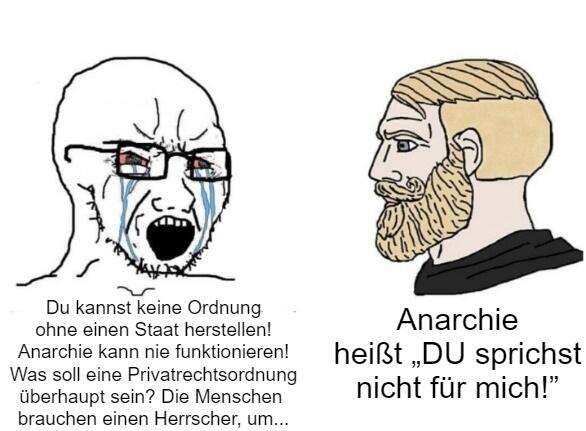 Du kannst keine Ordnung
ohne einen Staat herstellen!
Anarchie kann nie funktionieren!
Was soll eine Privatrechtsordnung
überhaupt sein? Die Menschen
brauchen einen Herrscher, um...
Anarchie
heißt „DU sprichst
nicht für mich!”